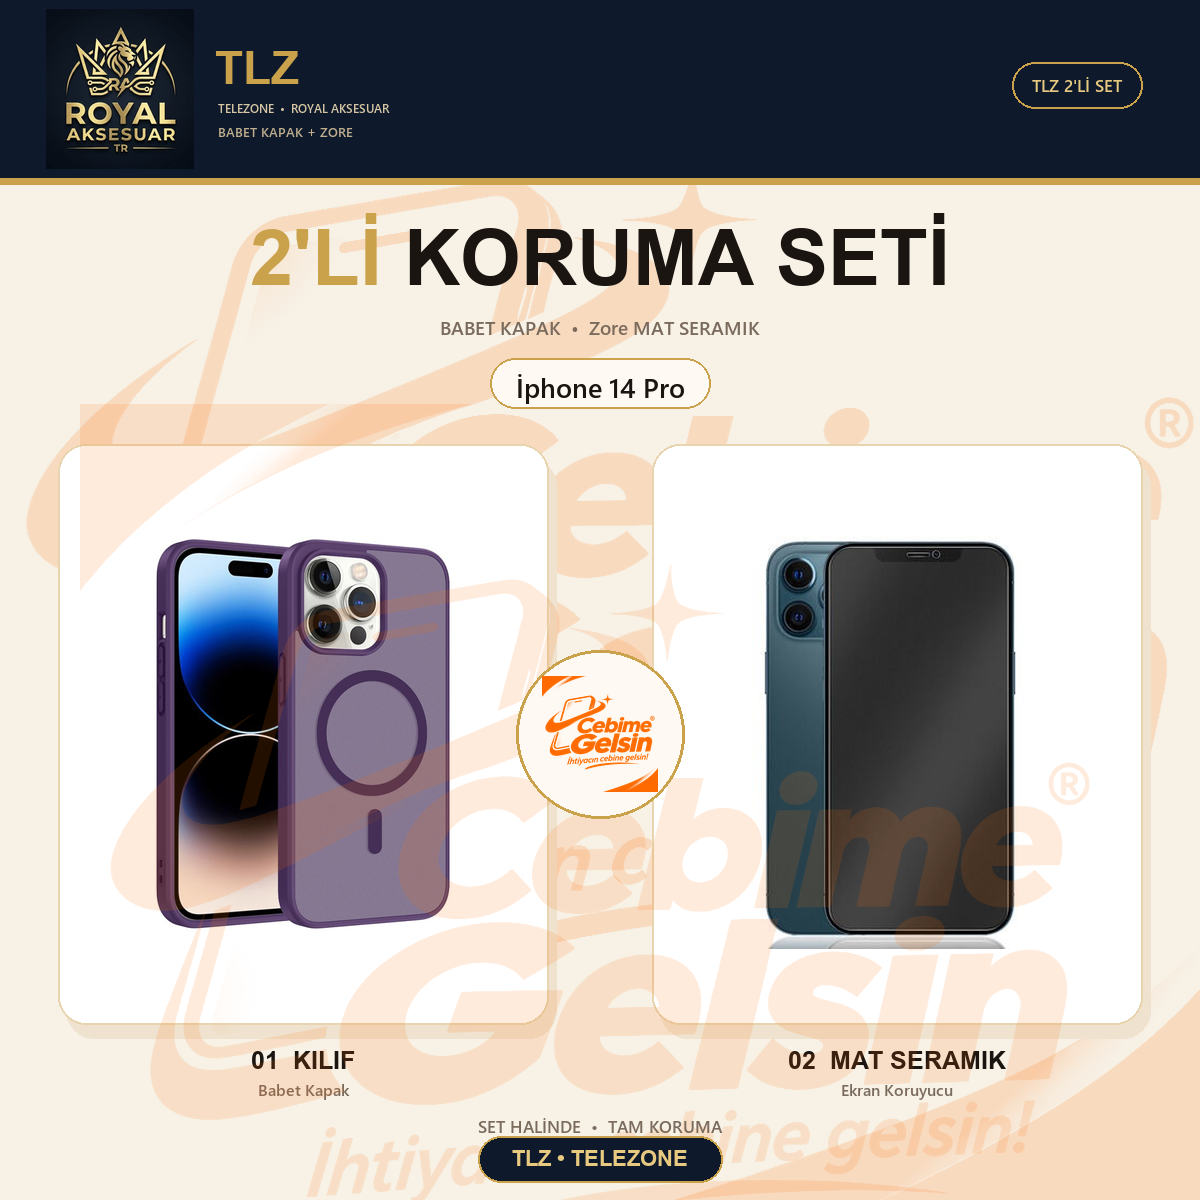 ROYAL
AKSESUAR
TR
TLZ
TELEZONE • ROYAL AKSESUAR
BABET KAPAK + ZORE
TLZ 2'Lİ SET
2'Lİ KORUMA SETİ
BABET KAPAK • Zore MAT SERAMIK
İphone 14 Pro
Cebime®
Gelsin
İhtiyacın cebine gelsin!
Cebime®
Gelsin
01 KILIF
Babet Kapak
02 MAT SERAMIK
Ekran Koruyucu
SET HALİNDE • TAM KORUMA
TLZ • TELEZONE